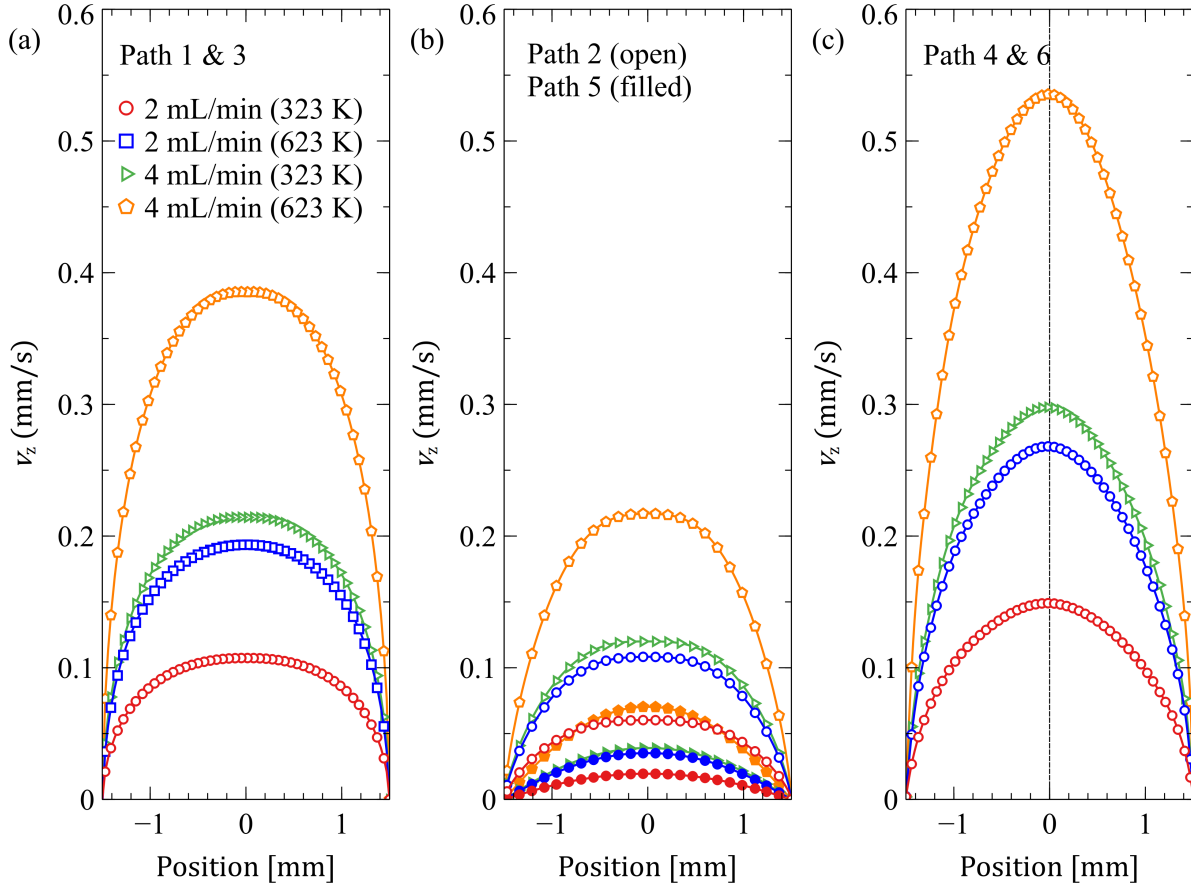 (a)
Path 1 & 3
2 mL/min (323 K)
2 mL/min (623 K)
4 mL/min (323 K)
4 mL/min (623 K)
0.6
0.5
0.4
0.3
0.2
0.1
0
v_z (mm/s)
−1 0 1
Position [mm]
(b)
Path 2 (open)
Path 5 (filled)
0.6
0.5
0.4
0.3
0.2
0.1
0
v_z (mm/s)
−1 0 1
Position [mm]
(c)
Path 4 & 6
0.6
0.5
0.4
0.3
0.2
0.1
0
v_z (mm/s)
−1 0 1
Position [mm]